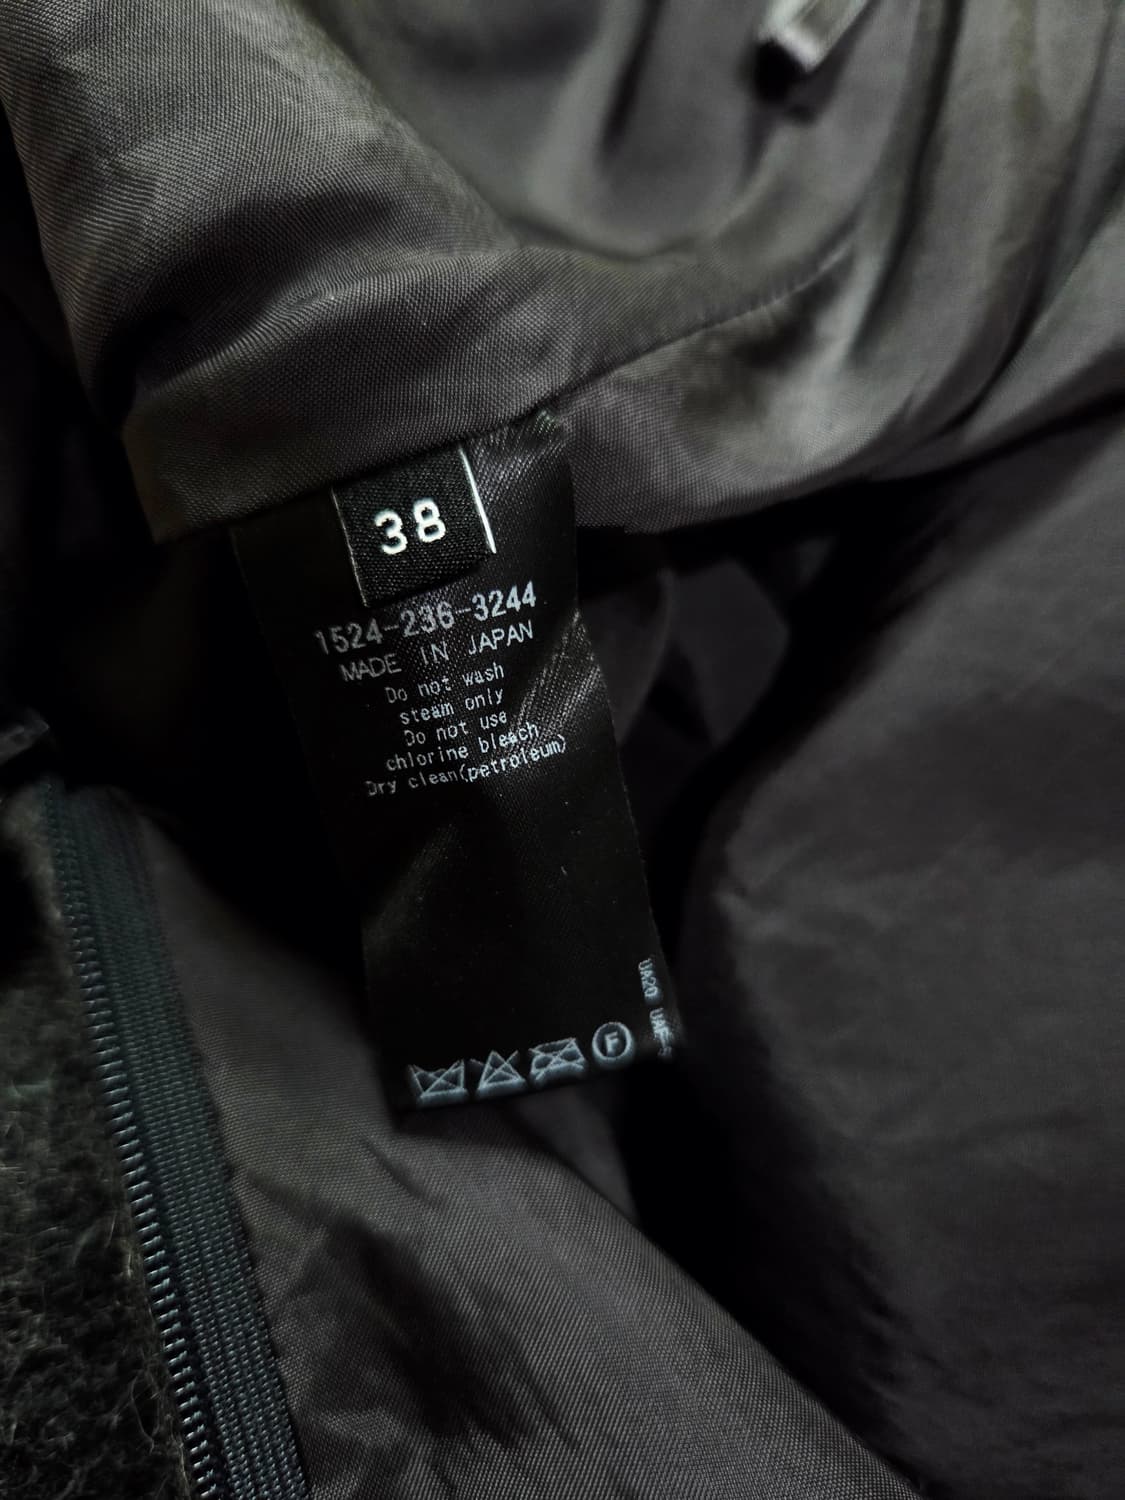 38
1524-236-3244
MADE IN JAPAN
Do not wash
steam only
Do not use
chlorine bleach
Dry clean(petroleum)
UA20
F